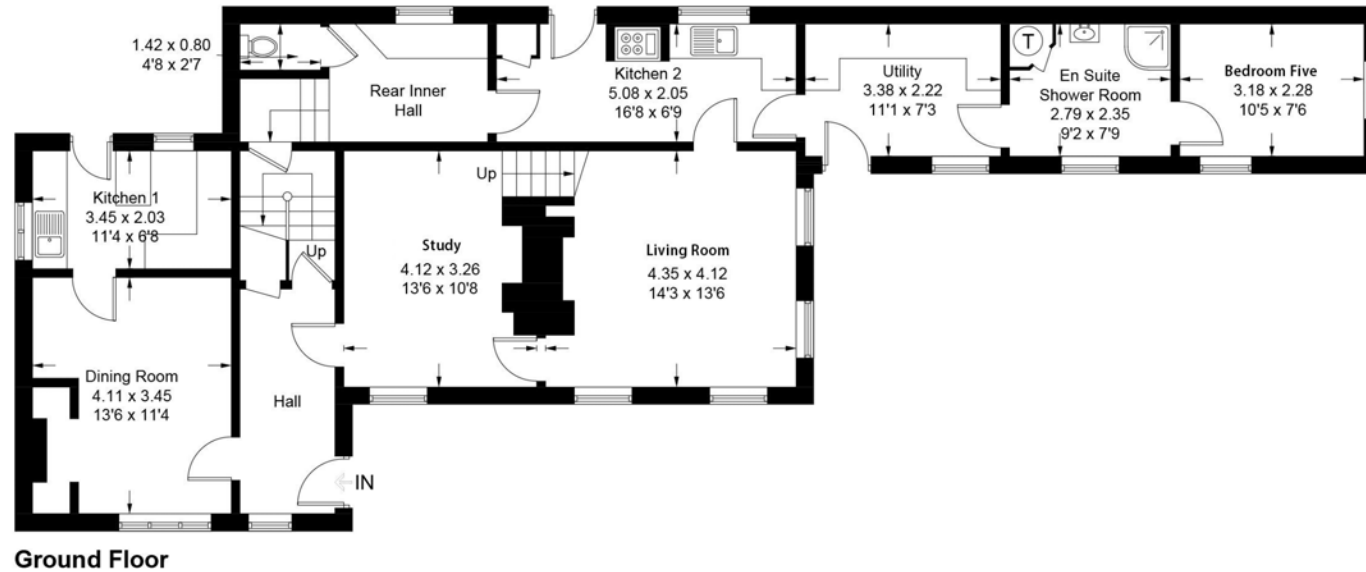 1.42 x 0.80
4'8 x 2'7
Rear Inner
Hall
Kitchen 2
5.08 x 2.05
16'8 x 6'9
Utility
3.38 x 2.22
11'1 x 7'3
T
En Suite
Shower Room
2.79 x 2.35
9'2 x 7'9
Bedroom Five
3.18 x 2.28
10'5 x 7'6
Kitchen 1
3.45 x 2.03
11'4 x 6'8
Up
Study
4.12 x 3.26
13'6 x 10'8
Up
Living Room
4.35 x 4.12
14'3 x 13'6
Dining Room
4.11 x 3.45
13'6 x 11'4
Hall
IN
Ground Floor